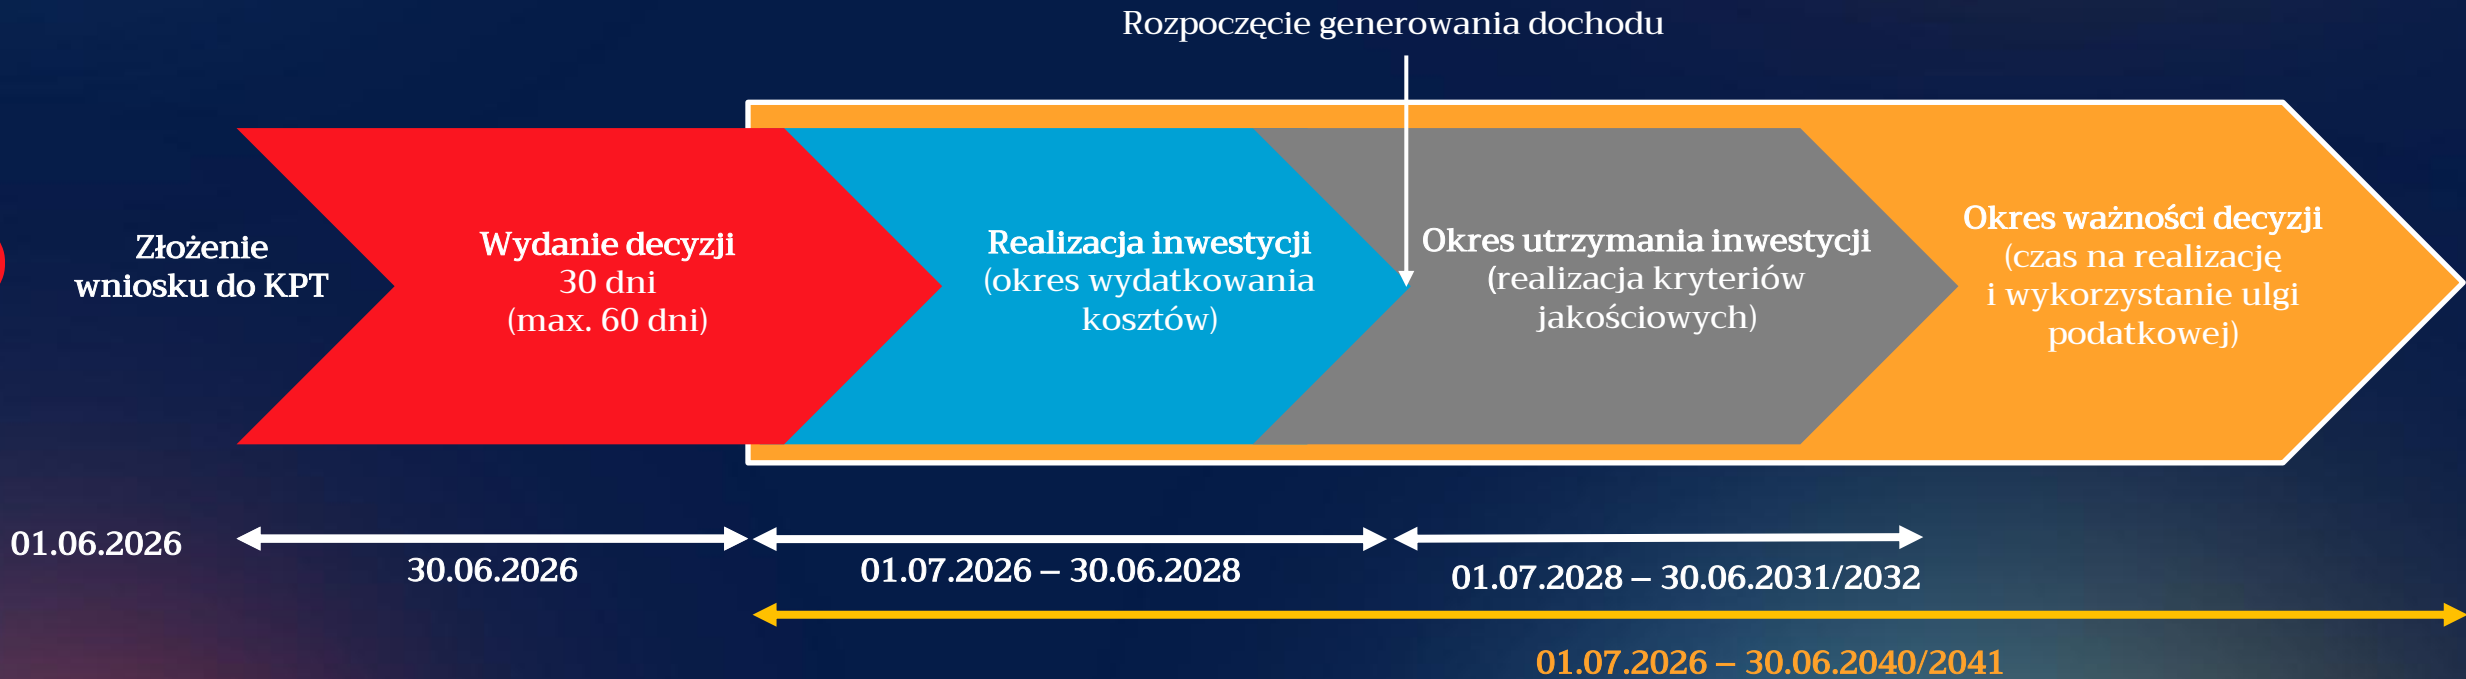 Rozpoczęcie generowania dochodu
Złożenie
wniosku do KPT
Wydanie decyzji
30 dni
(max. 60 dni)
Realizacja inwestycji
(okres wydatkowania
kosztów)
Okres utrzymania inwestycji
(realizacja kryteriów
jakościowych)
Okres ważności decyzji
(czas na realizację
i wykorzystanie ulgi
podatkowej)
01.06.2026
30.06.2026
01.07.2026 – 30.06.2028
01.07.2028 – 30.06.2031/2032
01.07.2026 – 30.06.2040/2041